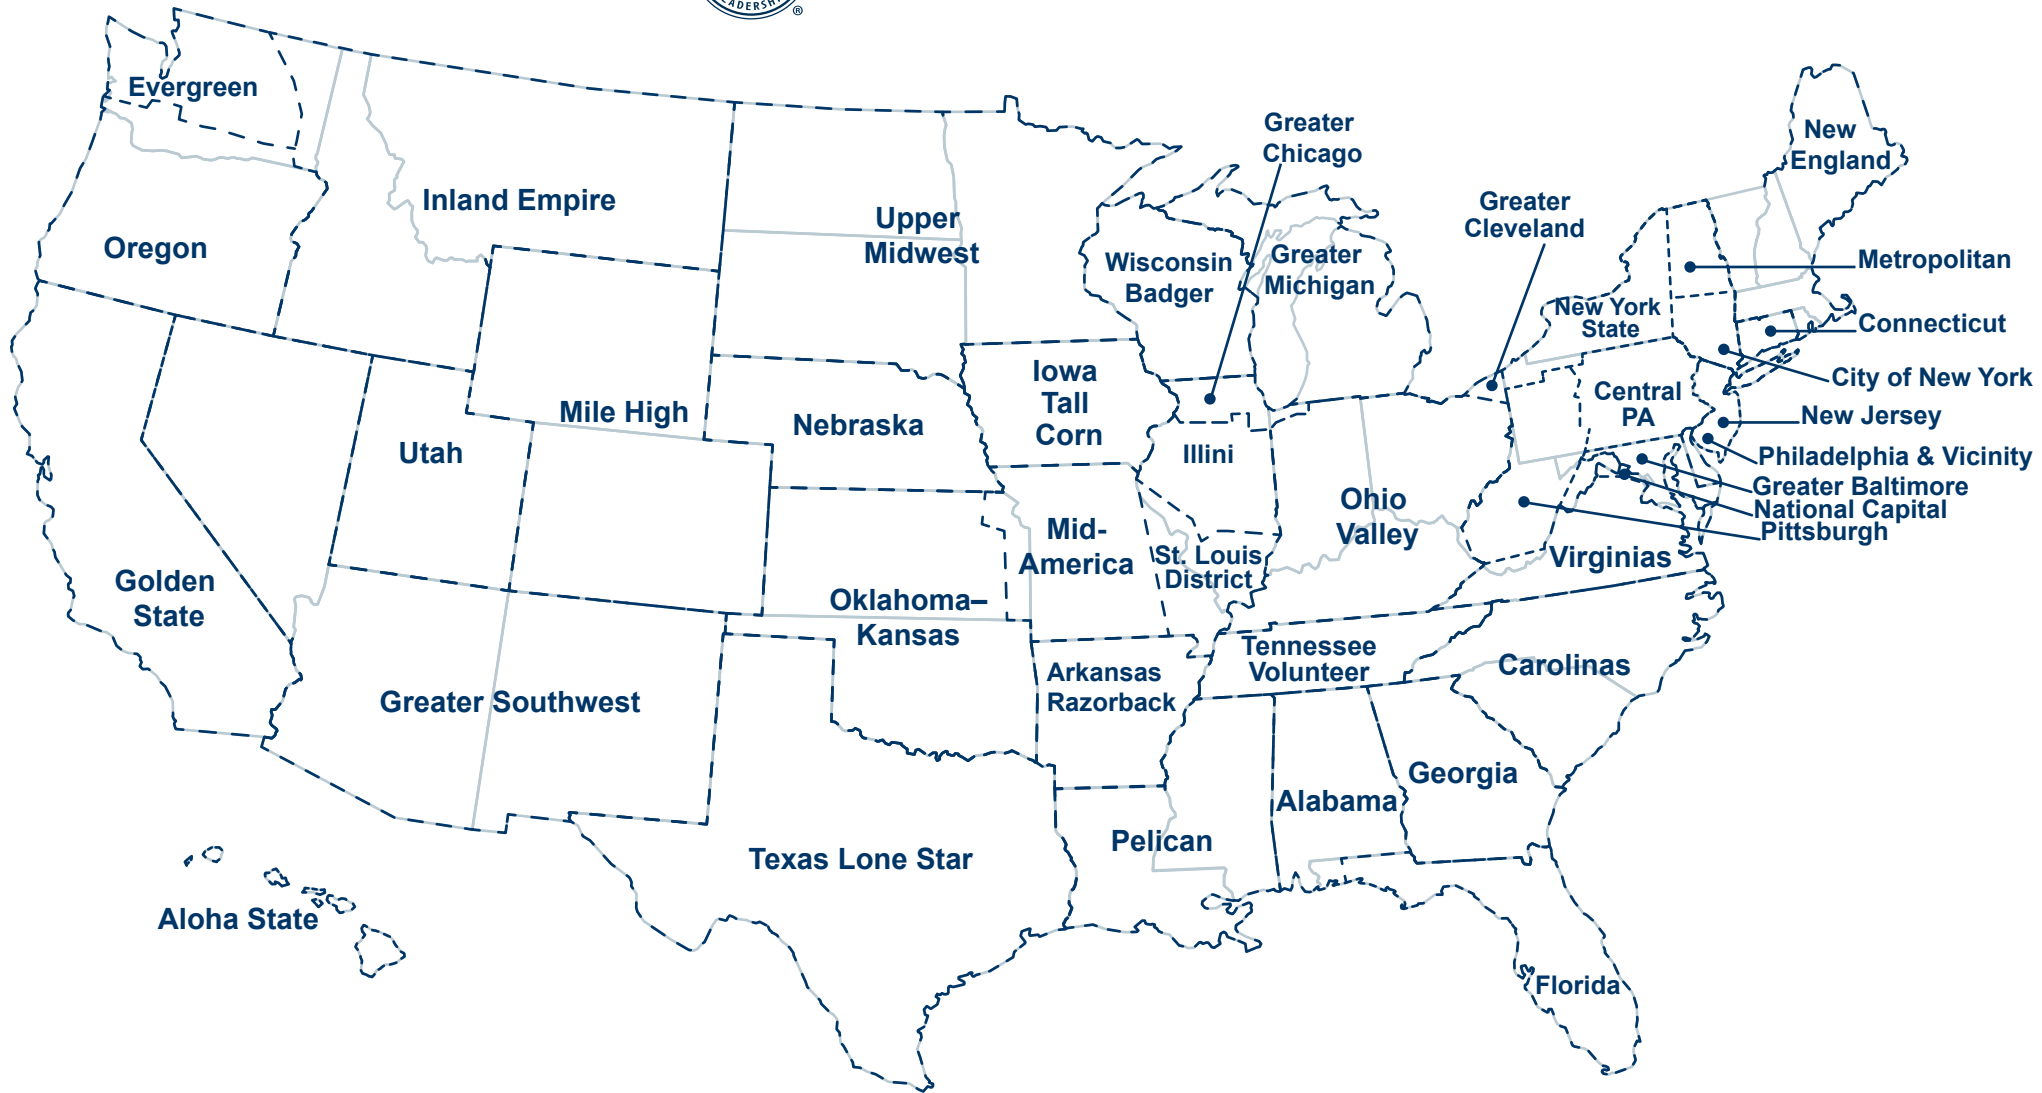 LEADERSHIP
®
Evergreen
Greater
Chicago
New
England
Inland Empire
Greater
Cleveland
Upper
Midwest
Oregon
Wisconsin
Badger
Greater
Michigan
Metropolitan
New York
State
Connecticut
Iowa
Tall
Corn
City of New York
Central
PA
Mile High
Nebraska
New Jersey
Utah
Illini
Philadelphia & Vicinity
Greater Baltimore
National Capital
Pittsburgh
Ohio
Valley
Mid-
America
St. Louis
District
Virginias
Golden
State
Oklahoma–
Kansas
Tennessee
Volunteer
Carolinas
Arkansas
Razorback
Greater Southwest
Georgia
Alabama
Pelican
Texas Lone Star
Aloha State
Florida